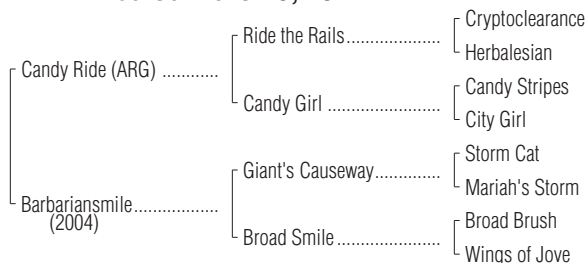 Cryptoclearance
Ride the Rails
Herbalesian
Candy Ride (ARG)
Candy Stripes
Candy Girl
City Girl
Storm Cat
Giant's Causeway
Mariah's Storm
Barbariansmile
(2004)
Broad Brush
Broad Smile
Wings of Jove